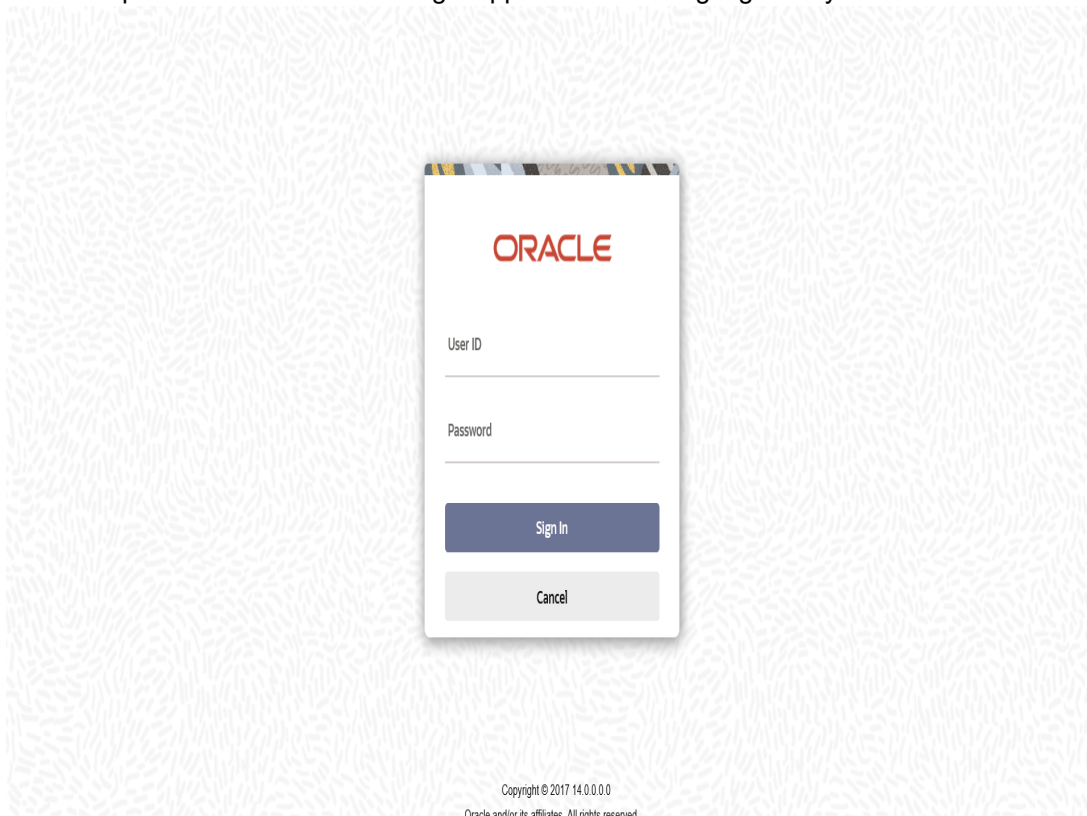 ORACLE
User ID
Password
Sign In
Cancel
Copyright © 2017 14.0.0.0.0
Oracle and/or its affiliates. All rights reserved.